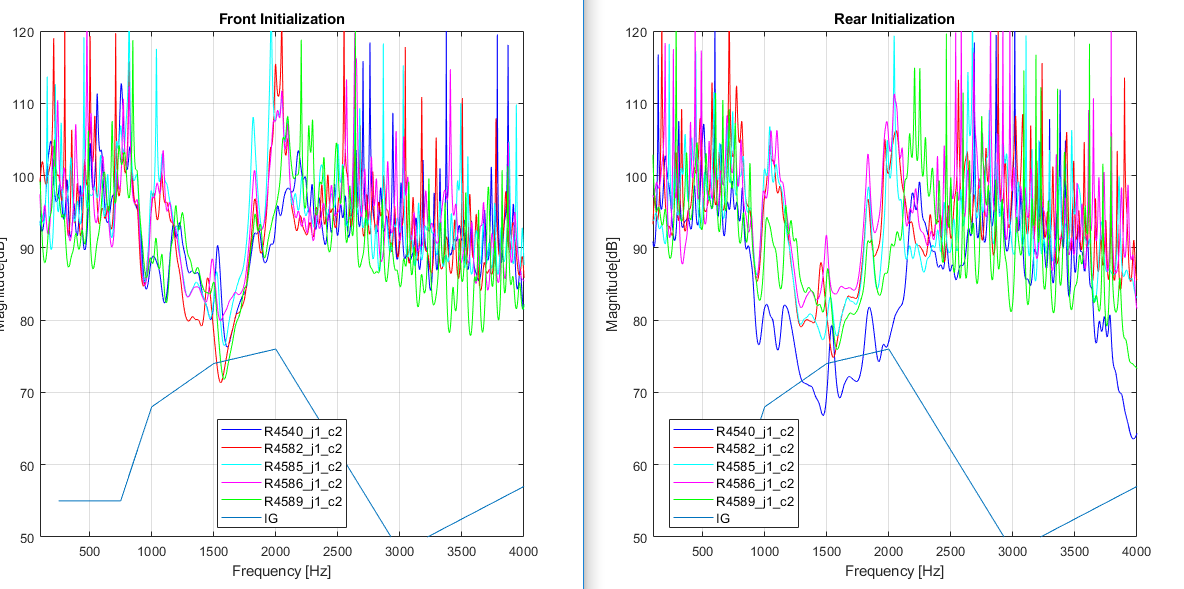 Front Initialization
120
110
100
90
80
70
60
50
Magnitude[dB]
500
1000
1500
2000
2500
3000
3500
4000
Frequency [Hz]
R4540_j1_c2
R4582_j1_c2
R4585_j1_c2
R4586_j1_c2
R4589_j1_c2
IG
Rear Initialization
120
110
100
90
80
70
60
50
Magnitude[dB]
500
1000
1500
2000
2500
3000
3500
4000
Frequency [Hz]
R4540_j1_c2
R4582_j1_c2
R4585_j1_c2
R4586_j1_c2
R4589_j1_c2
IG